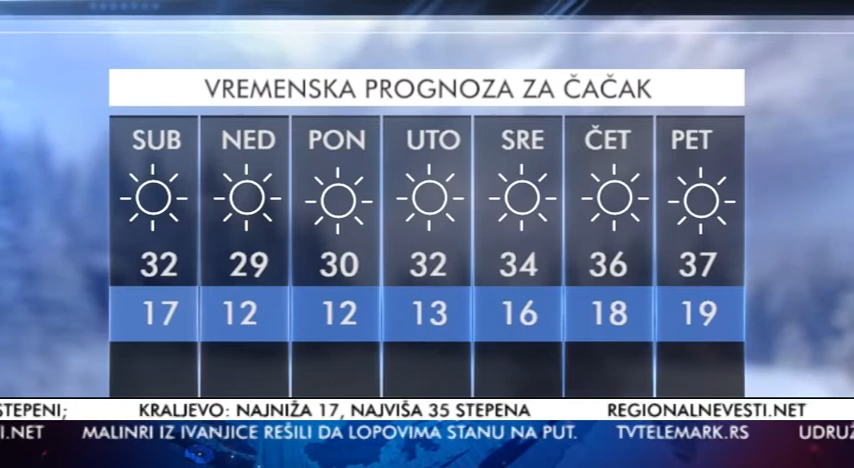 VREMENSKA PROGNOZA ZA ČAČAK
SUB NED PON UTO SRE ČET PET
32 29 30 32 34 36 37
17 12 12 13 16 18 19
STEPENI; KRALJEVO: NAJNIŽA 17, NAJVIŠA 35 STEPENA REGIONALNEVESTI.NET
I.NET MALINRI IZ IVANJICE REŠILI DA LOPOVIMA STANU NA PUT. TVTELEMARK.RS UDRUŽ